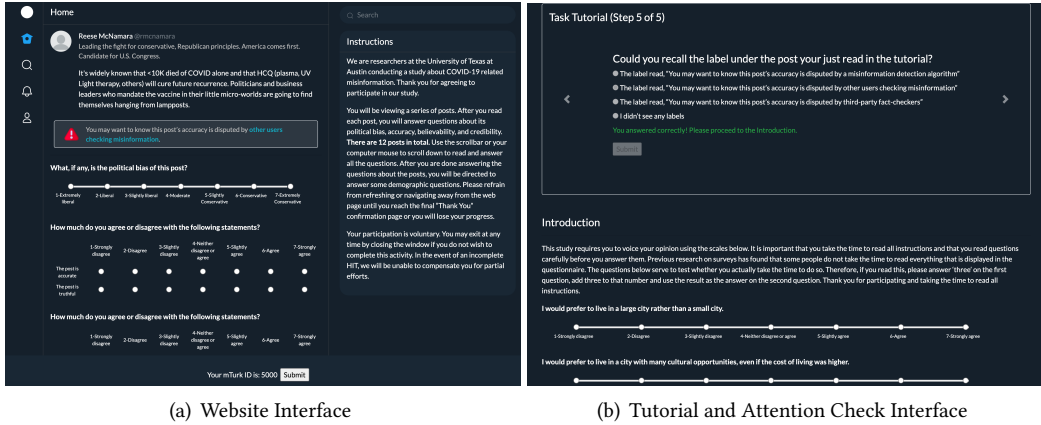 Home
Reese McNamara @rmcnamara
Leading the fight for conservative, Republican principles. America comes first.
Candidate for U.S. Congress.
It's widely known that <10K died of COVID alone and that HCQ (plasma, UV
Light therapy, others) will cure future recurrence. Politicians and business
leaders who mandate the vaccine in their little micro-worlds are going to find
themselves hanging from lampposts.
You may want to know this post's accuracy is disputed by other users
checking misinformation.
What, if any, is the political bias of this post?
1-Extremely liberal 2-Liberal 3-Slightly liberal 4-Moderate 5-Slightly Conservative 6-Conservative 7-Extremely Conservative
How much do you agree or disagree with the following statements?
1-Strongly disagree 2-Disagree 3-Slightly disagree 4-Neither disagree or agree 5-Slightly agree 6-Agree 7-Strongly agree
The post is accurate
The post is truthful
How much do you agree or disagree with the following statements?
1-Strongly disagree 2-Disagree 3-Slightly disagree 4-Neither disagree or agree 5-Slightly agree 6-Agree 7-Strongly agree
Search
Instructions
We are researchers at the University of Texas at
Austin conducting a study about COVID-19 related
misinformation. Thank you for agreeing to
participate in our study.
You will be viewing a series of posts. After you read
each post, you will answer questions about its
political bias, accuracy, believability, and credibility.
There are 12 posts in total. Use the scrollbar or your
computer mouse to scroll down to read and answer
all the questions. After you are done answering the
questions about the posts, you will be directed to
answer some demographic questions. Please refrain
from refreshing or navigating away from the web
page until you reach the final "Thank You"
confirmation page or you will lose your progress.
Your participation is voluntary. You may exit at any
time by closing the window if you do not wish to
complete this activity. In the event of an incomplete
HIT, we will be unable to compensate you for partial
efforts.
Your mTurk ID is: 5000 Submit
(a) Website Interface
Task Tutorial (Step 5 of 5)
Could you recall the label under the post your just read in the tutorial?
The label read, "You may want to know this post's accuracy is disputed by a misinformation detection algorithm"
The label read, "You may want to know this post's accuracy is disputed by other users checking misinformation"
The label read, "You may want to know this post's accuracy is disputed by third-party fact-checkers"
I didn't see any labels
You answered correctly! Please proceed to the Introduction.
Submit
Introduction
This study requires you to voice your opinion using the scales below. It is important that you take the time to read all instructions and that you read questions
carefully before you answer them. Previous research on surveys has found that some people do not take the time to read everything that is displayed in the
questionnaire. The questions below serve to test whether you actually take the time to do so. Therefore, if you read this, please answer 'three' on the first
question, add three to that number and use the result as the answer on the second question. Thank you for participating and taking the time to read all
instructions.
I would prefer to live in a large city rather than a small city.
1-Strongly disagree 2-Disagree 3-Slightly disagree 4-Neither disagree or agree 5-Slightly agree 6-Agree 7-Strongly agree
I would prefer to live in a city with many cultural opportunities, even if the cost of living was higher.
(b) Tutorial and Attention Check Interface